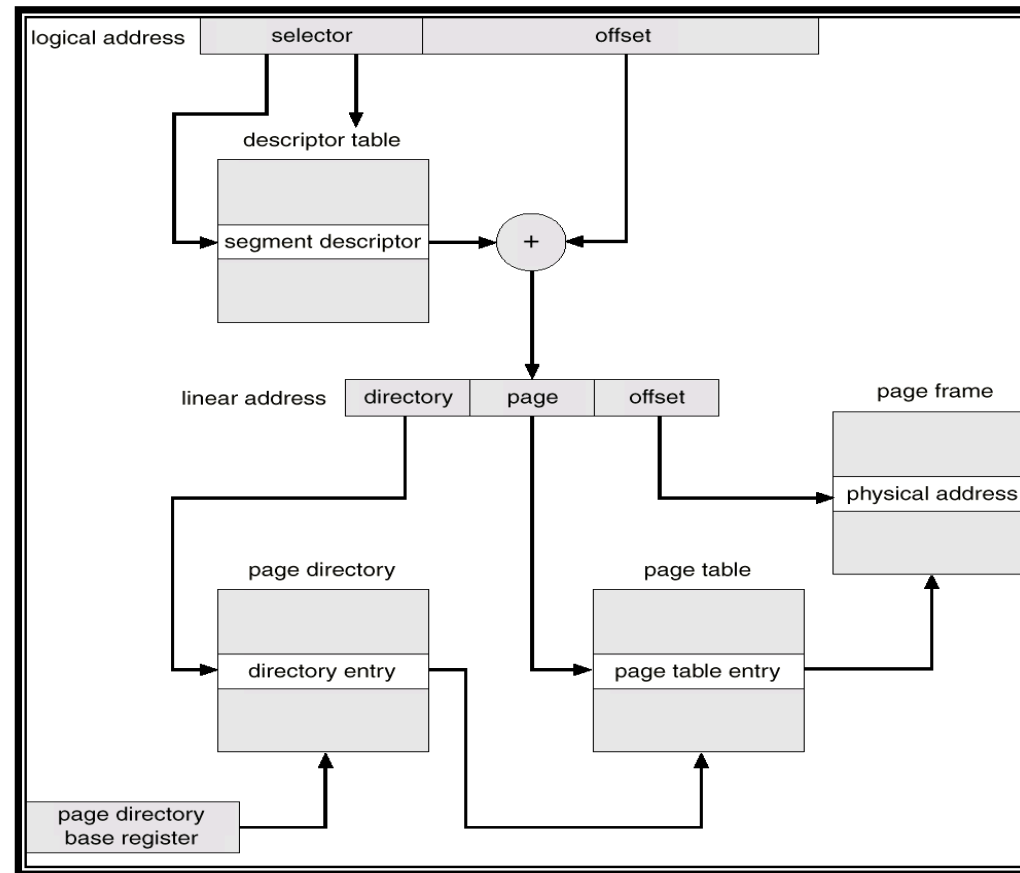 logical address
selector
offset
descriptor table
segment descriptor
+
linear address
directory
page
offset
page frame
physical address
page directory
page table
directory entry
page table entry
page directory
base register